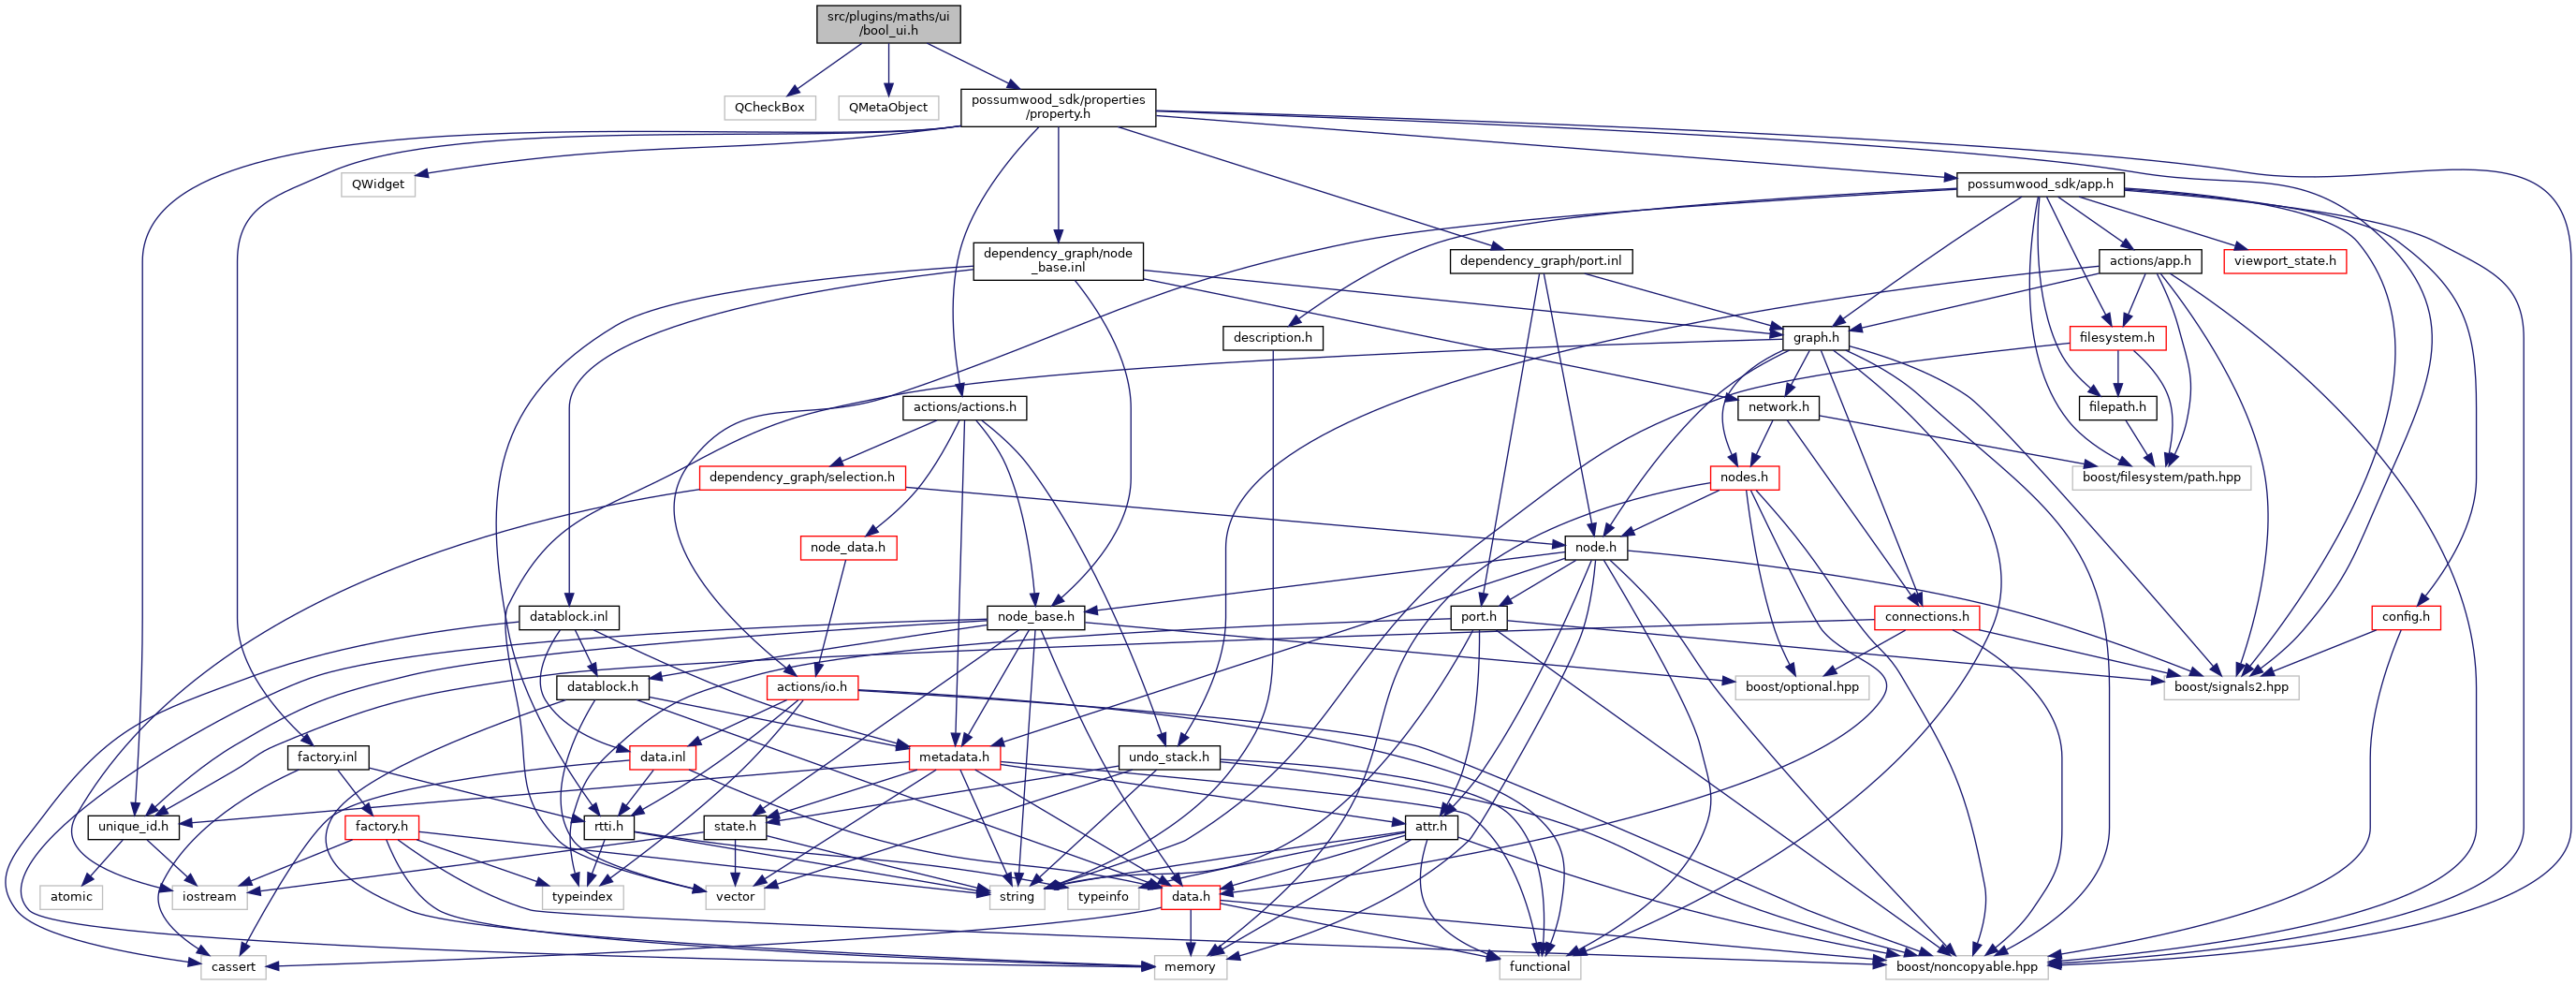 src/plugins/maths/ui
/bool_ui.h
QCheckBox
QMetaObject
possumwood_sdk/properties
/property.h
QWidget
possumwood_sdk/app.h
dependency_graph/node
_base.inl
dependency_graph/port.inl
actions/app.h
viewport_state.h
description.h
graph.h
filesystem.h
actions/actions.h
network.h
filepath.h
dependency_graph/selection.h
nodes.h
boost/filesystem/path.hpp
node_data.h
node.h
datablock.inl
node_base.h
port.h
connections.h
config.h
datablock.h
actions/io.h
boost/optional.hpp
boost/signals2.hpp
factory.inl
data.inl
metadata.h
undo_stack.h
unique_id.h
factory.h
rtti.h
state.h
attr.h
atomic
iostream
typeindex
vector
string
typeinfo
data.h
cassert
memory
functional
boost/noncopyable.hpp